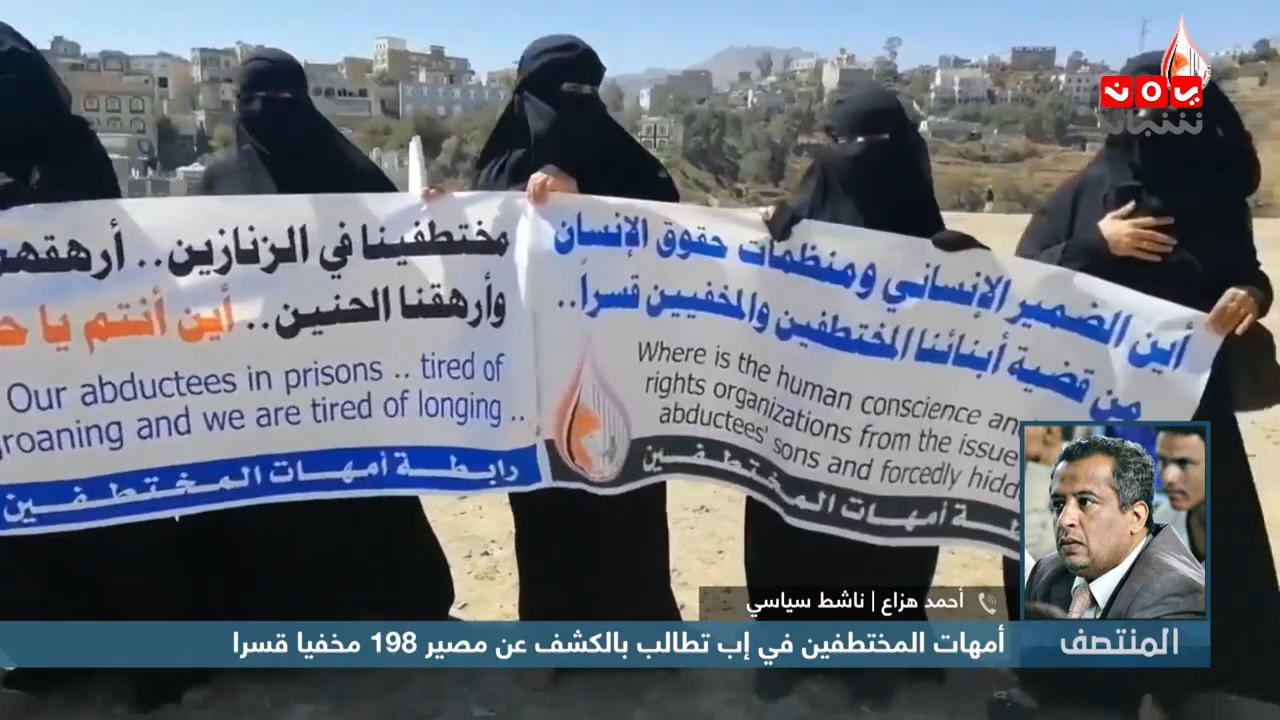 يمن
شباب
أين الضمير الإنساني ومنظمات حقوق الإنسان
من قضية أبنائنا المختطفين والمخفيين قسراً..
Where is the human conscience an
rights organizations from the issue
abductees' sons and forcedly hidd
ـة أمهات المختطفين
مختطفينا في الزنازين.. أرهقهم
وأرهقنا الحنين.. أين أنتم يا
Our abductees in prisons .. tired of
groaning and we are tired of longing ..
رابطة أمهات المختطفين
أحمد هزاع | ناشط سياسي
المنتصف
أمهات المختطفين في إب تطالب بالكشف عن مصير 198 مخفيا قسرا